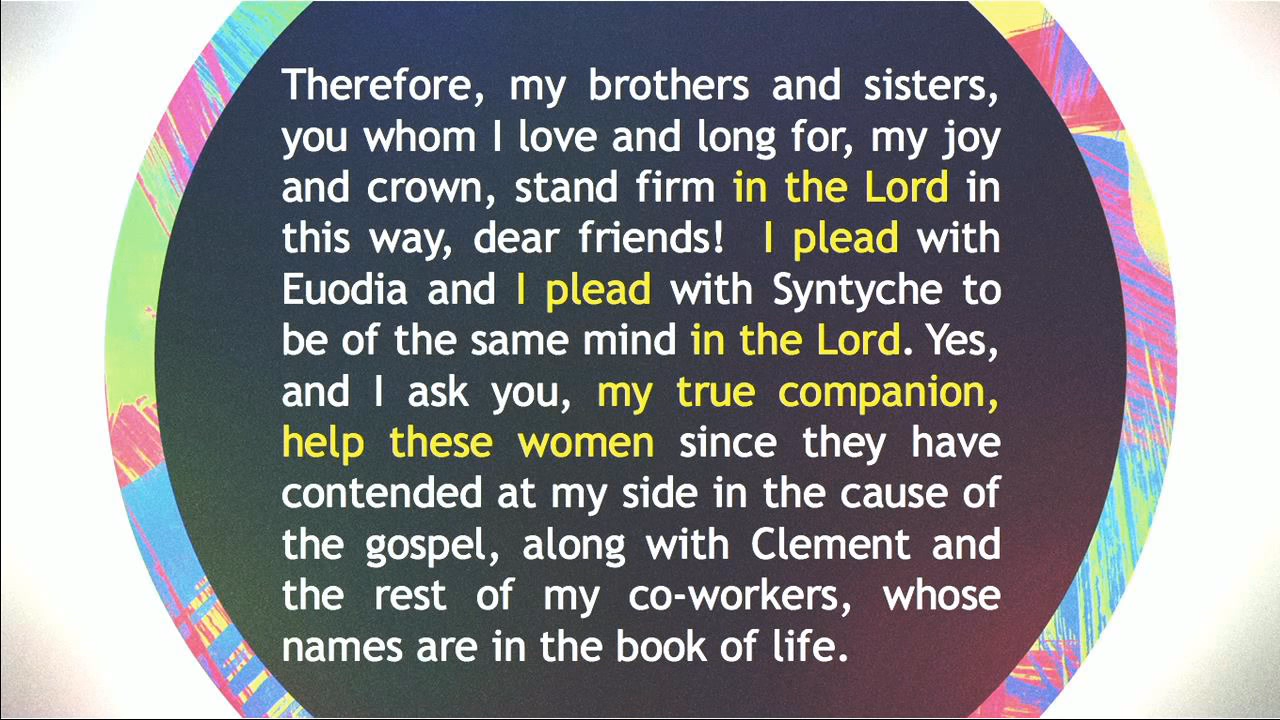 Therefore, my brothers and sisters,
you whom I love and long for, my joy
and crown, stand firm in the Lord in
this way, dear friends!  I plead with
Euodia and I plead with Syntyche to
be of the same mind in the Lord. Yes,
and I ask you, my true companion,
help these women since they have
contended at my side in the cause of
the gospel, along with Clement and
the rest of my co-workers, whose
names are in the book of life.